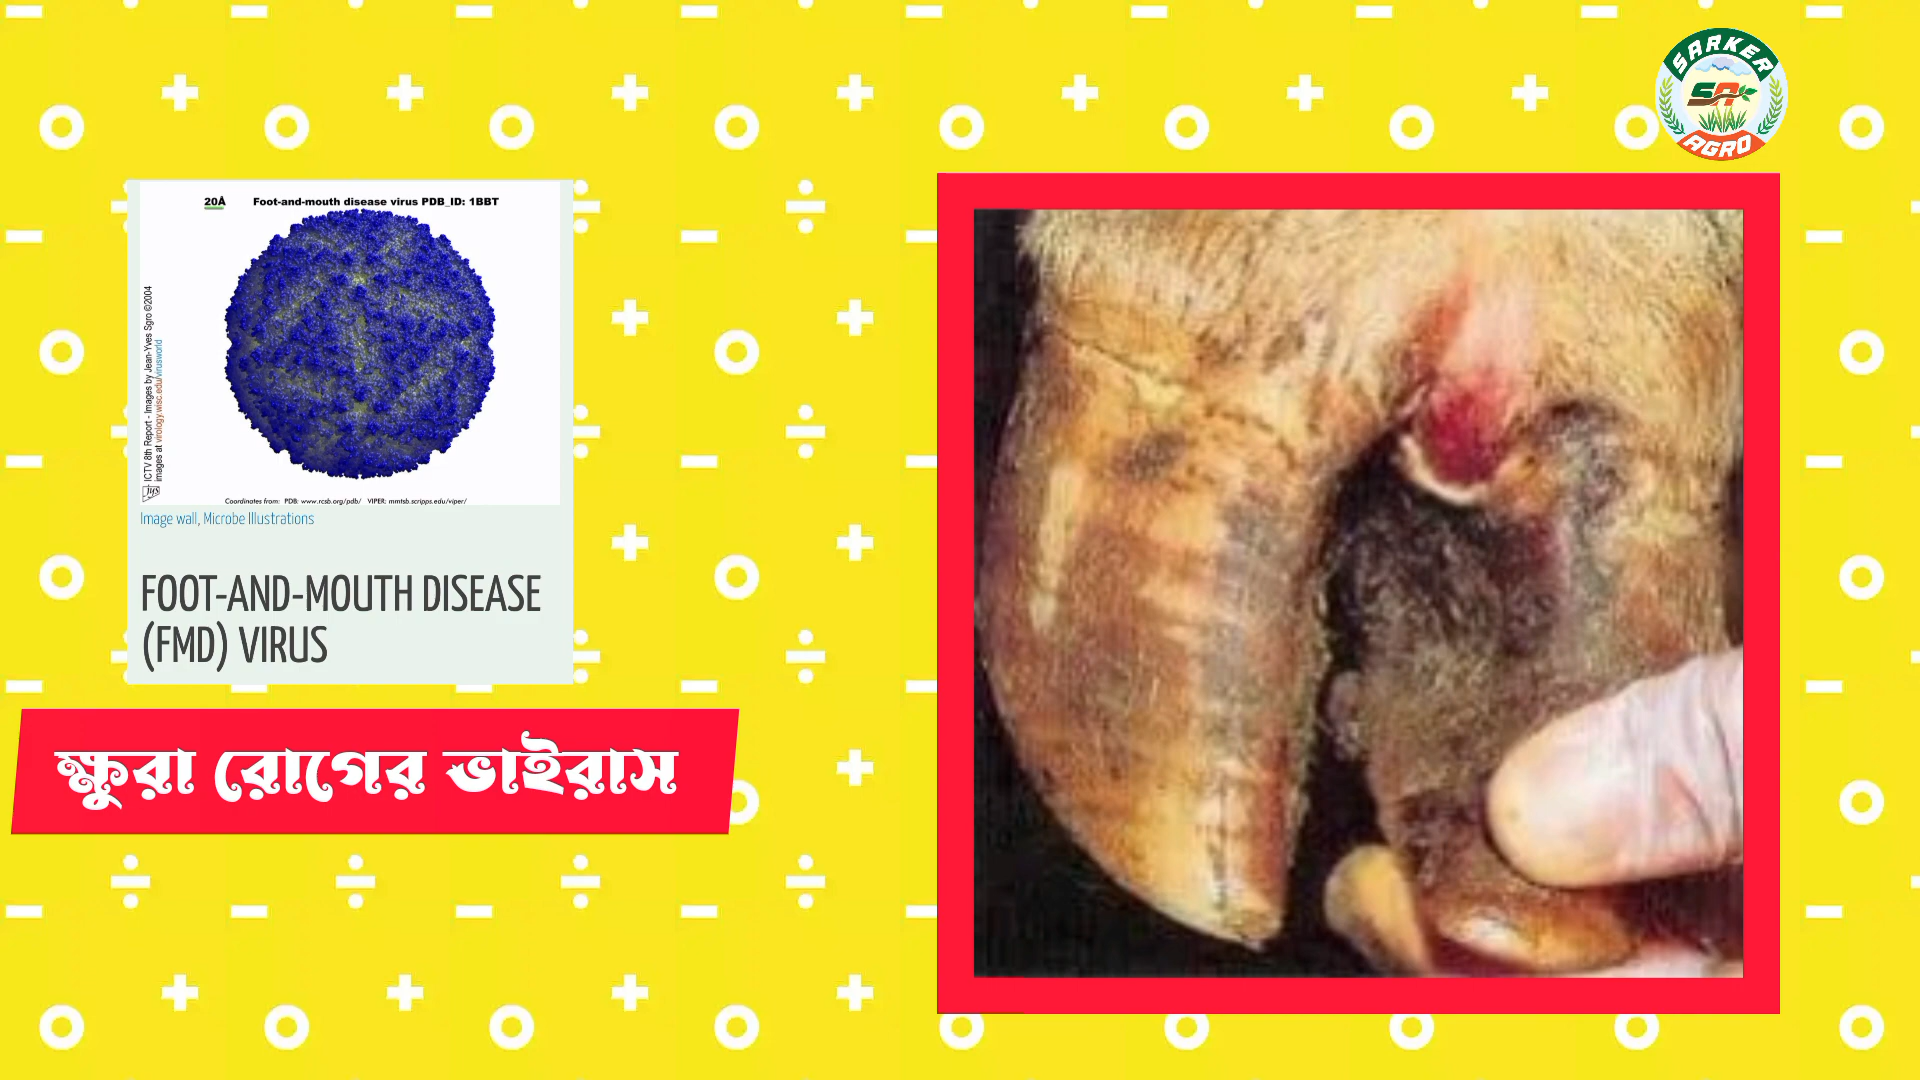 SARKER
SA
AGRO
20Å Foot-and-mouth disease virus PDB_ID: 1BBT
ICTV 8th Report - Images by Jean-Yves Sgro ©2004
images at virology.wisc.edu/virusworld
Coordinates from: PDB: www.rcsb.org/pdb/ VIPER: mmtsb.scripps.edu/viper/
Image wall, Microbe Illustrations
FOOT-AND-MOUTH DISEASE
(FMD) VIRUS
ক্ষুরা রোগের ভাইরাস